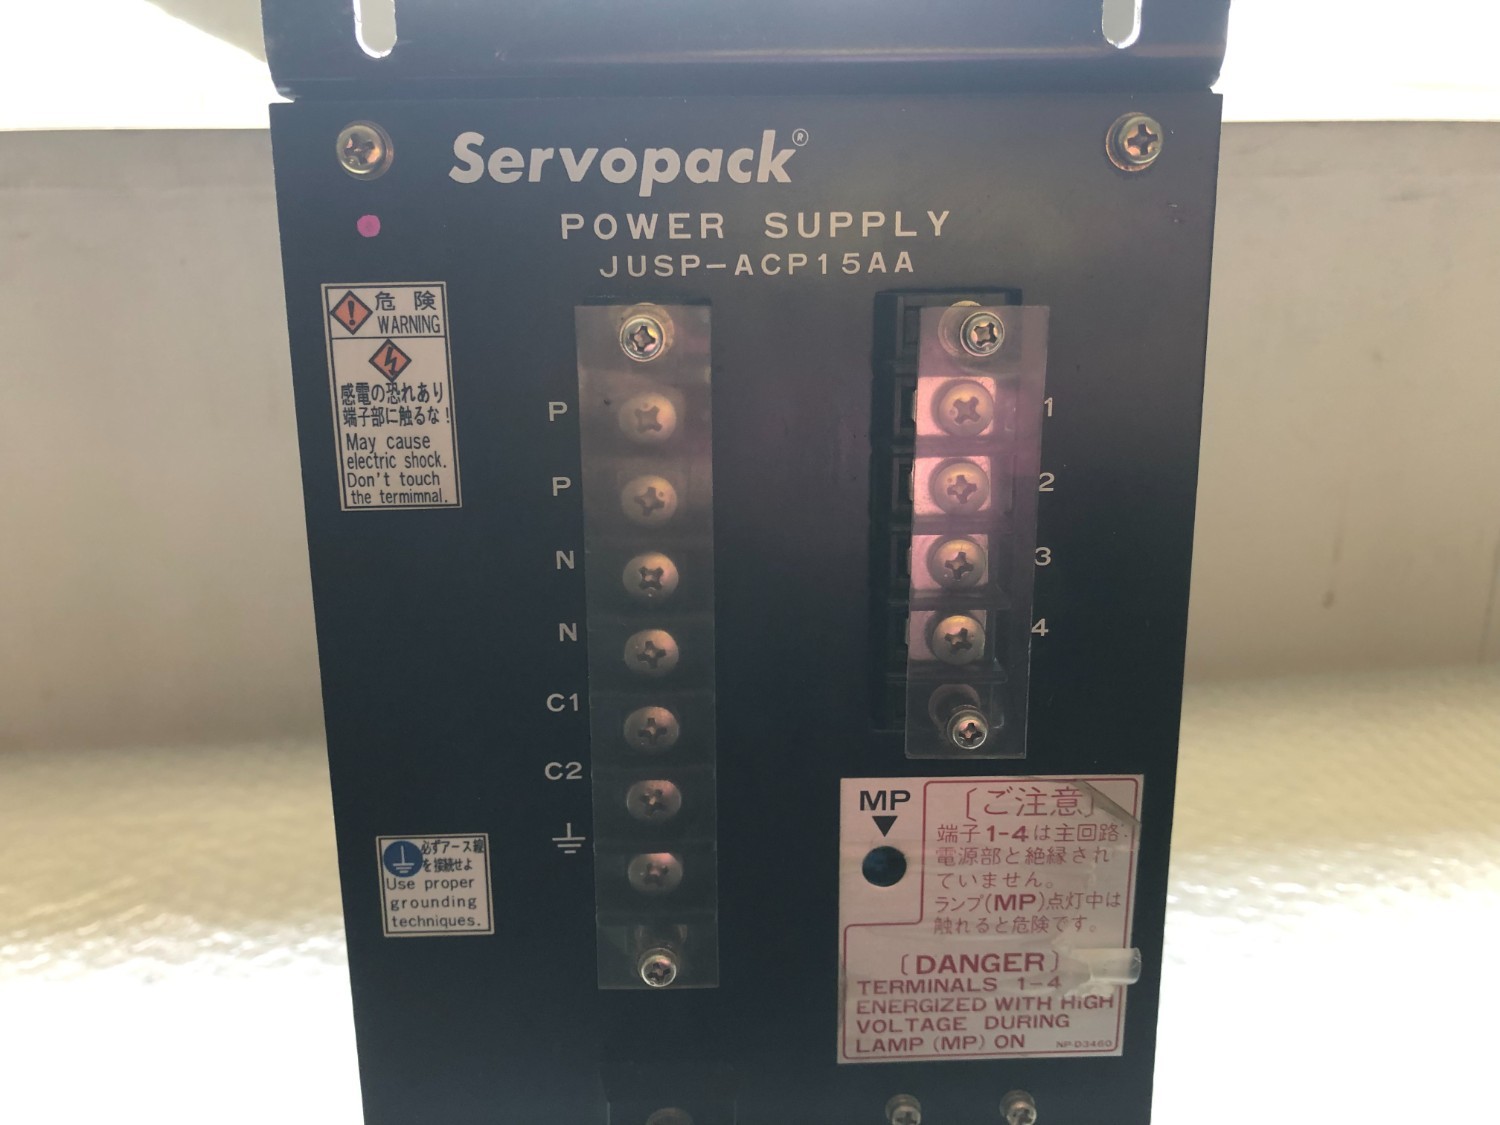 Servopack®
POWER SUPPLY
JUSP-ACP15AA
危険
WARNING
感電の恐れあり
端子部に触るな!
May cause
electric shock.
Don't touch
the termimnal.
P
P
N
N
C1
C2
1
2
3
4
必ずアース線
を接続せよ
Use proper
grounding
techniques.
MP
[ご注意]
端子1-4は主回路
電源部と絶縁され
ていません。
ランプ(MP)点灯中は
触れると危険です。
[DANGER]
TERMINALS 1-4
ENERGIZED WITH HIGH
VOLTAGE DURING
LAMP (MP) ON
NP-D3460